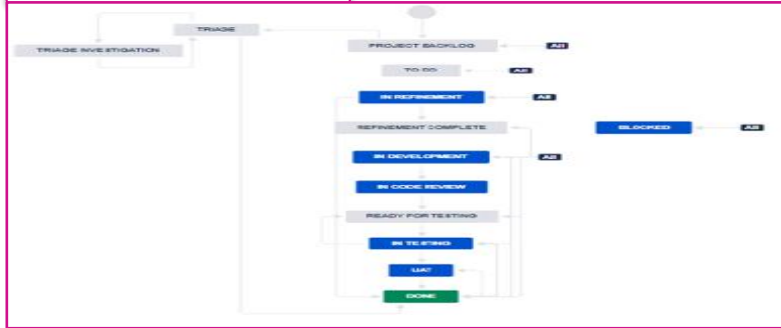 TRIAGE
PROJECT BACKLOG
All
TRIAGE INVESTIGATION
TO DO
All
IN REFINEMENT
All
REFINEMENT COMPLETE
BLOCKED
All
IN DEVELOPMENT
All
IN CODE REVIEW
READY FOR TESTING
IN TESTING
UAT
DONE